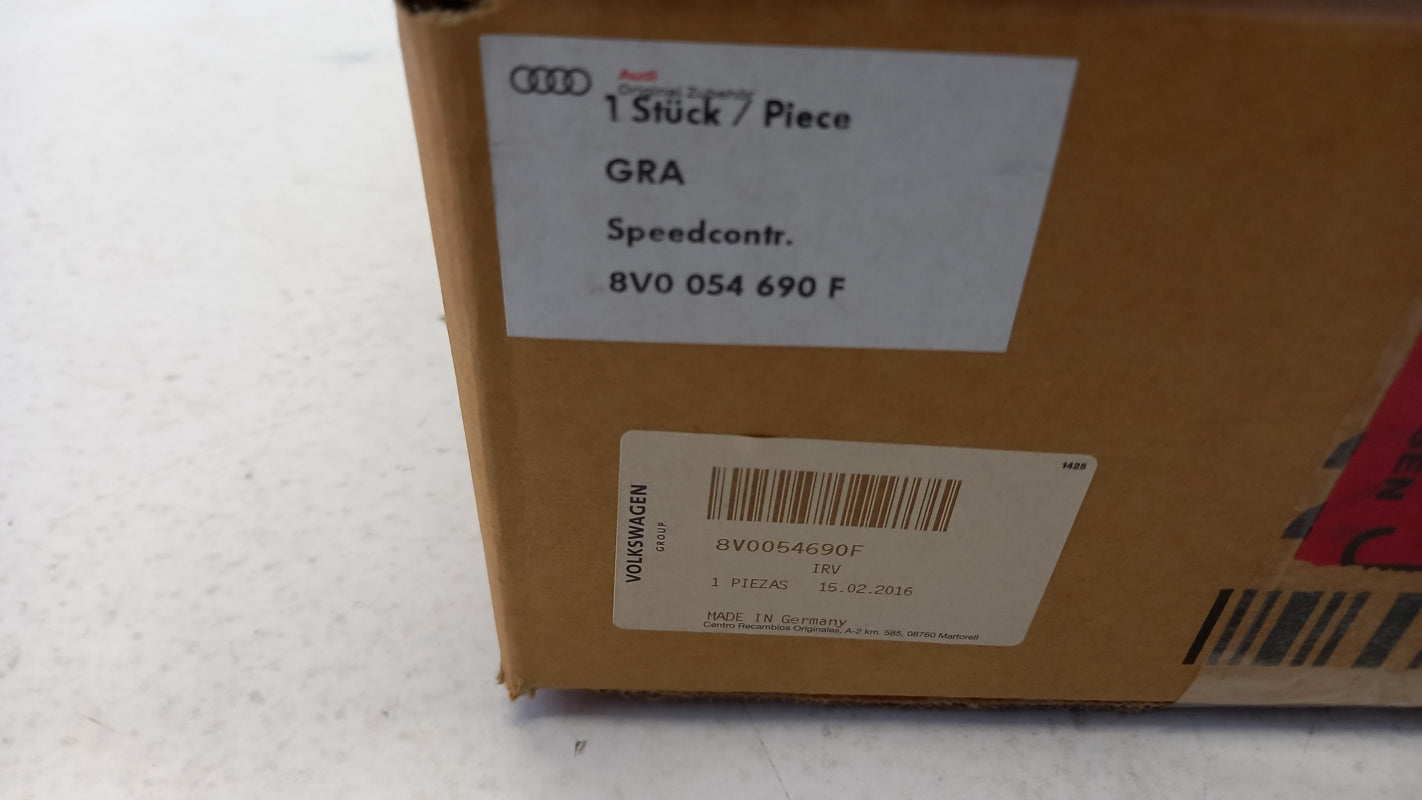 Audi
Original Zubehör
1 Stück / Piece
GRA
Speedcontr.
8V0 054 690 F
1425
VOLKSWAGEN
GROUP
8V0054690F
IRV
1 PIEZAS 15.02.2016
MADE IN Germany
Centro Recambios Originales, A-2 km. 585, 08760 Martorell